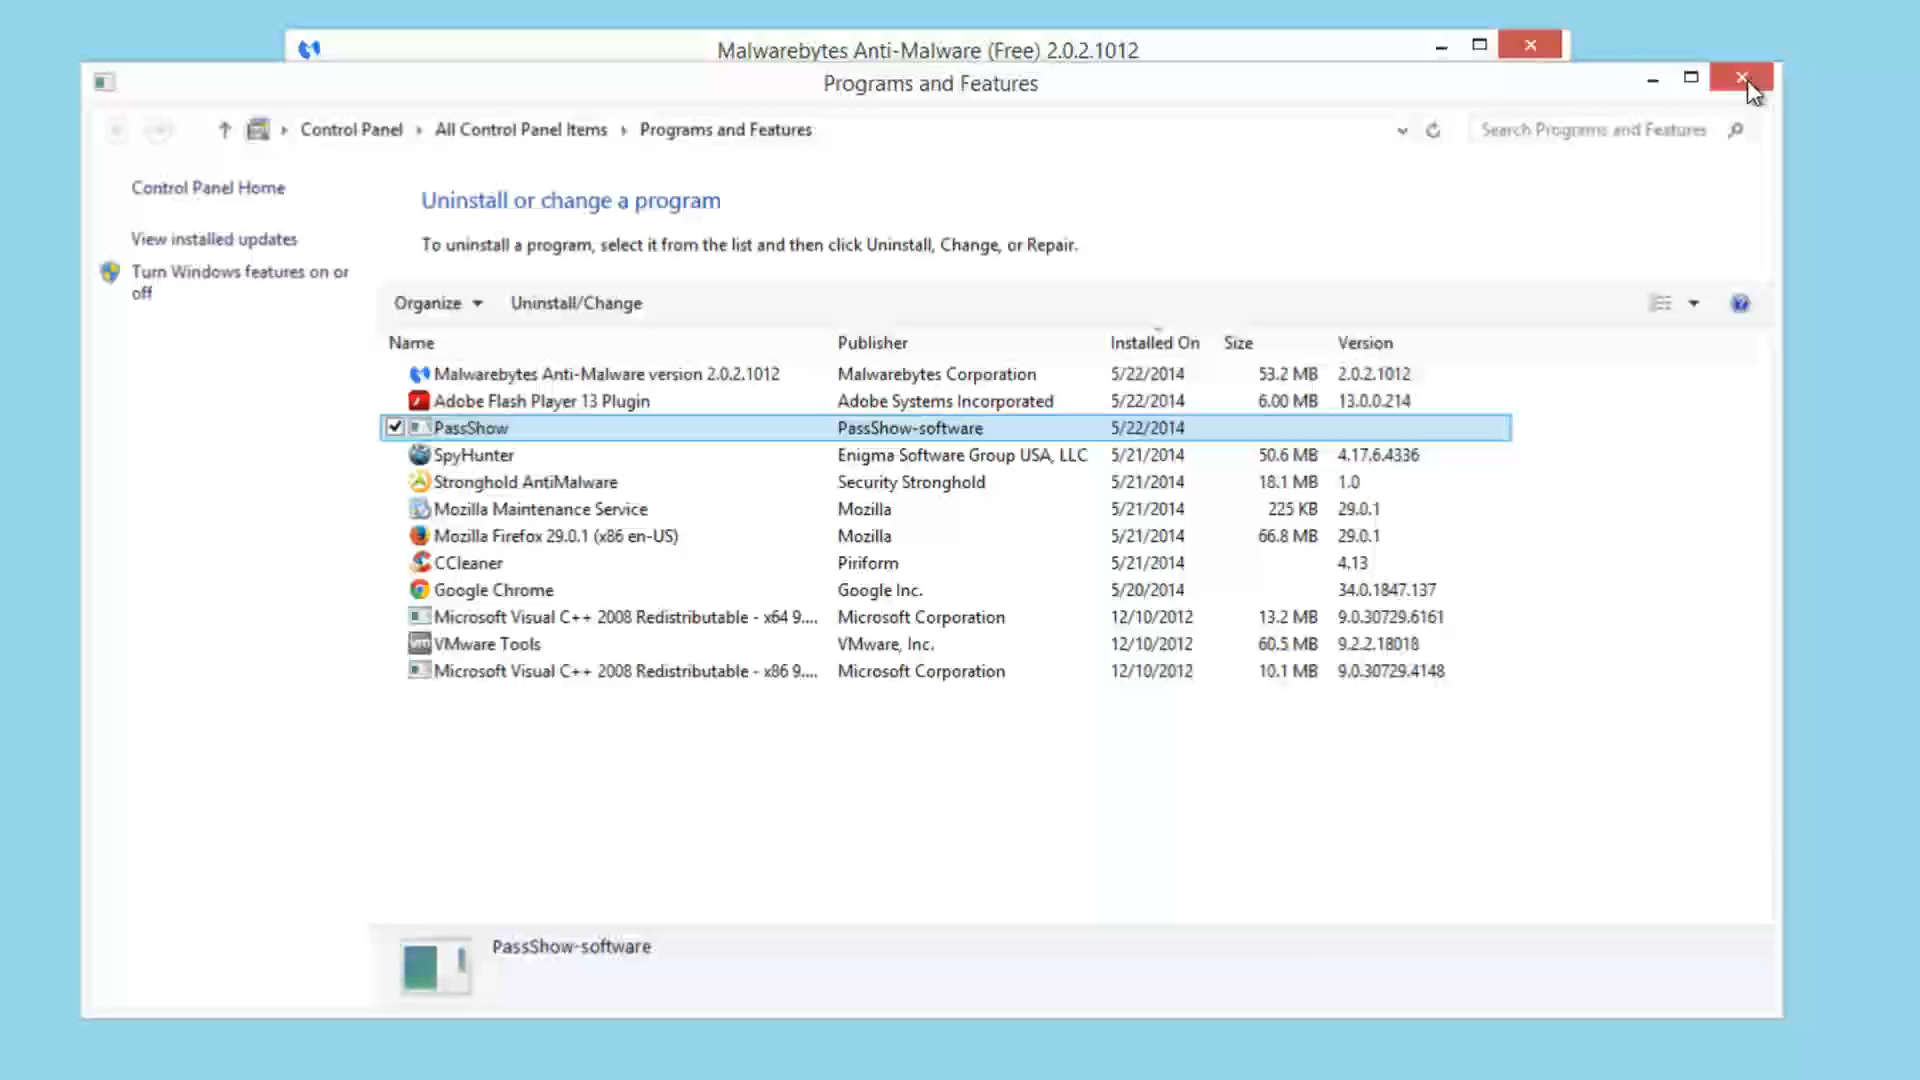 Malwarebytes Anti-Malware (Free) 2.0.2.1012
Programs and Features
Control Panel All Control Panel Items Programs and Features Search Programs and Features
Control Panel Home
View installed updates
Turn Windows features on or
off
Uninstall or change a program
To uninstall a program, select it from the list and then click Uninstall, Change, or Repair.
Organize Uninstall/Change
Name Publisher Installed On Size Version
Malwarebytes Anti-Malware version 2.0.2.1012 Malwarebytes Corporation 5/22/2014 53.2 MB 2.0.2.1012
Adobe Flash Player 13 Plugin Adobe Systems Incorporated 5/22/2014 6.00 MB 13.0.0.214
PassShow PassShow-software 5/22/2014
SpyHunter Enigma Software Group USA, LLC 5/21/2014 50.6 MB 4.17.6.4336
Stronghold AntiMalware Security Stronghold 5/21/2014 18.1 MB 1.0
Mozilla Maintenance Service Mozilla 5/21/2014 225 KB 29.0.1
Mozilla Firefox 29.0.1 (x86 en-US) Mozilla 5/21/2014 66.8 MB 29.0.1
CCleaner Piriform 5/21/2014 4.13
Google Chrome Google Inc. 5/20/2014 34.0.1847.137
Microsoft Visual C++ 2008 Redistributable - x64 9.... Microsoft Corporation 12/10/2012 13.2 MB 9.0.30729.6161
VMware Tools VMware, Inc. 12/10/2012 60.5 MB 9.2.2.18018
Microsoft Visual C++ 2008 Redistributable - x86 9.... Microsoft Corporation 12/10/2012 10.1 MB 9.0.30729.4148
PassShow-software